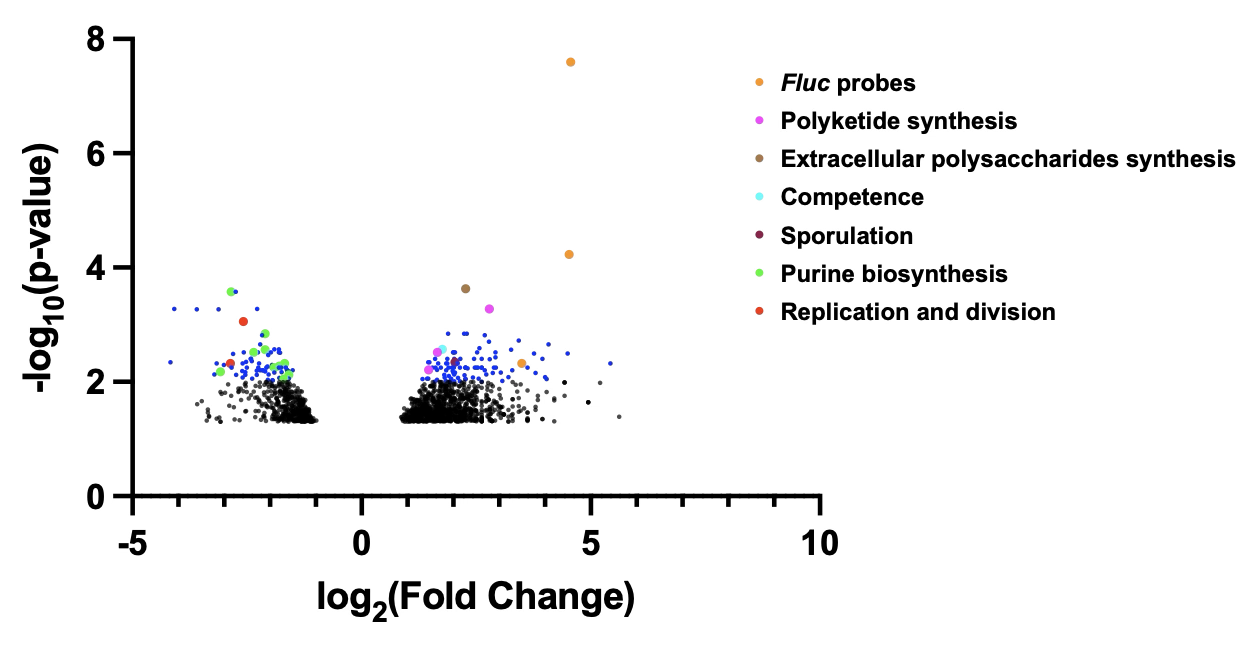 8
6
4
2
0
-5
0
5
10
-log10(p-value)
log2(Fold Change)
Fluc probes
Polyketide synthesis
Extracellular polysaccharides synthesis
Competence
Sporulation
Purine biosynthesis
Replication and division